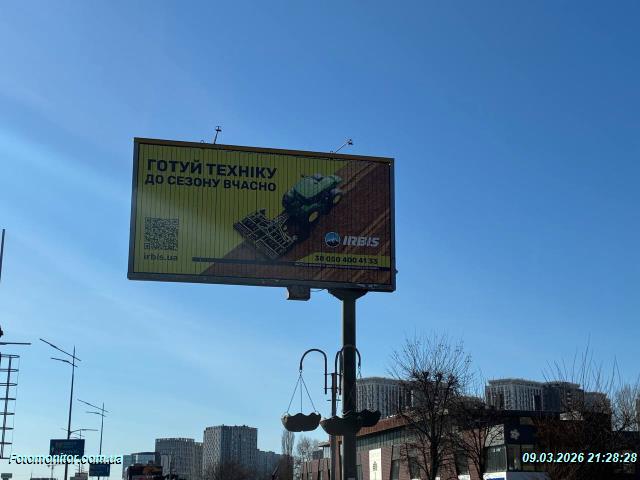 ГОТУЙ ТЕХНІКУ
ДО СЕЗОНУ ВЧАСНО
IRBIS
irbis.ua
38 050 400 41 33
Fotomonitor.com.ua
09.03.2026 21:28:28